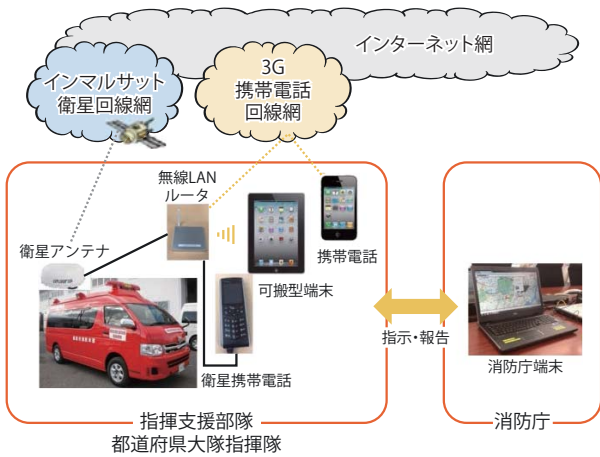 インターネット網
インマルサット
衛星回線網
3G
携帯電話
回線網
無線LAN
ルータ
衛星アンテナ
携帯電話
可搬型端末
衛星携帯電話
指示・報告
消防庁端末
指揮支援部隊
都道府県大隊指揮隊
消防庁